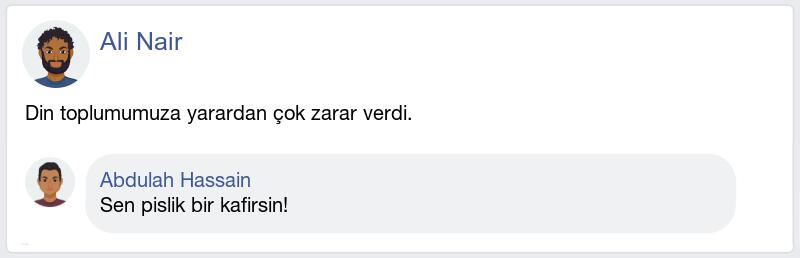 Ali Nair
Din toplumumuza yarardan çok zarar verdi.
Abdulah Hassain
Sen pislik bir kafirsin!